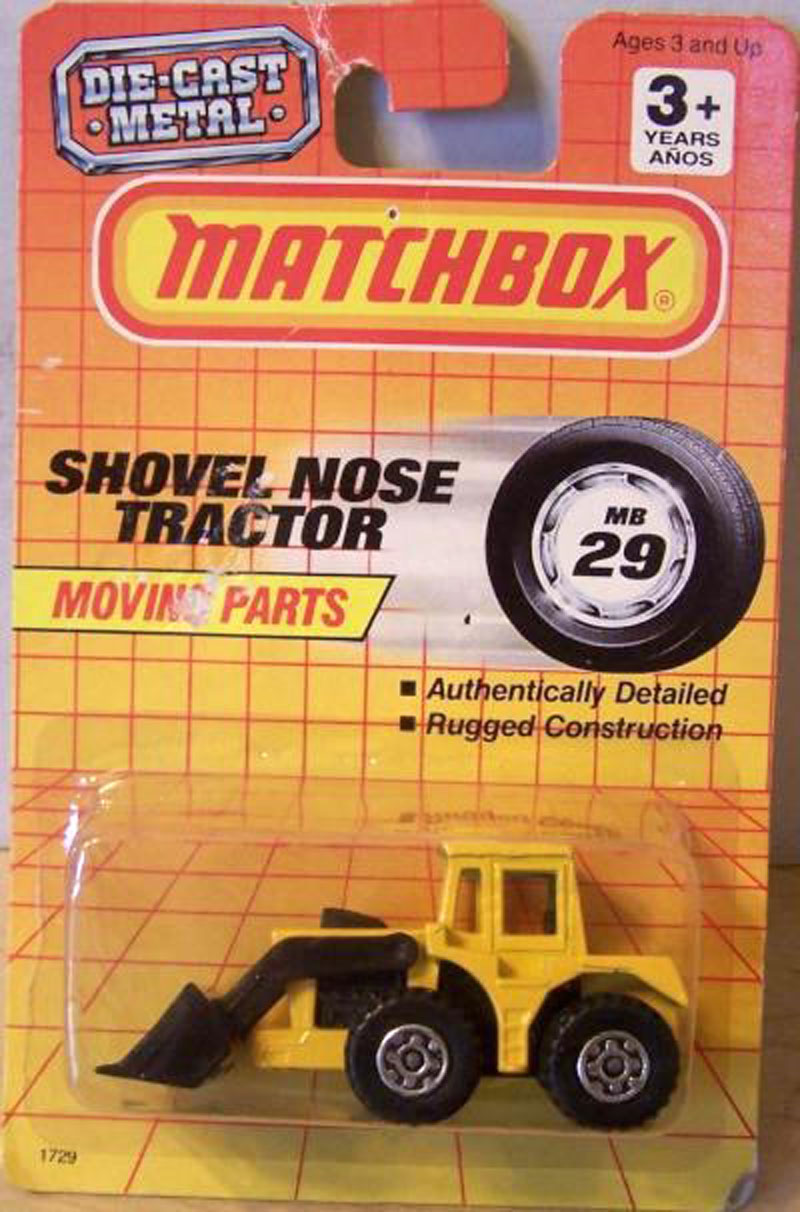 Ages 3 and Up
DIE-CAST
• METAL •
3+
YEARS
AÑOS
MATCHBOX®
SHOVEL NOSE
TRACTOR
MB
29
MOVING PARTS
■ Authentically Detailed
■ Rugged Construction
1729